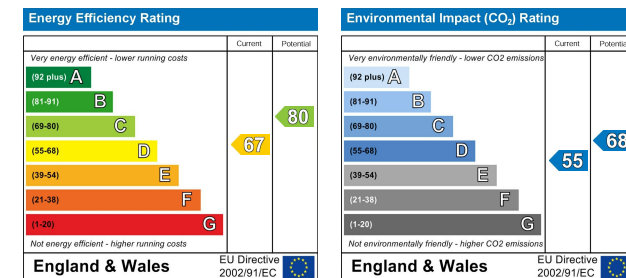 Energy Efficiency Rating
Current Potential
Very energy efficient - lower running costs
(92 plus) A
(81-91) B
(69-80) C
(55-68) D
(39-54) E
(21-38) F
(1-20) G
67
80
Not energy efficient - higher running costs
England & Wales
EU Directive
2002/91/EC
Environmental Impact (CO2) Rating
Current Potential
Very environmentally friendly - lower CO2 emissions
(92 plus) A
(81-91) B
(69-80) C
(55-68) D
(39-54) E
(21-38) F
(1-20) G
55
68
Not environmentally friendly - higher CO2 emissions
England & Wales
EU Directive
2002/91/EC